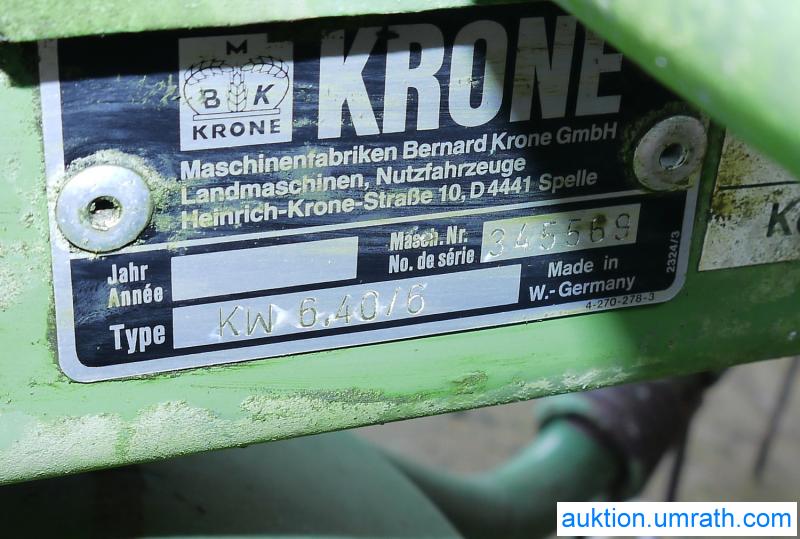 M
B K
KRONE
KRONE
Maschinenfabriken Bernard Krone GmbH
Landmaschinen, Nutzfahrzeuge
Heinrich-Krone-Straße 10, D 4441 Spelle
Jahr
Année
Masch.Nr. 345569
No. de série
Type KW 6.40/6
Made in
W.-Germany
4-270-278-3
2324/3
auktion.umrath.com